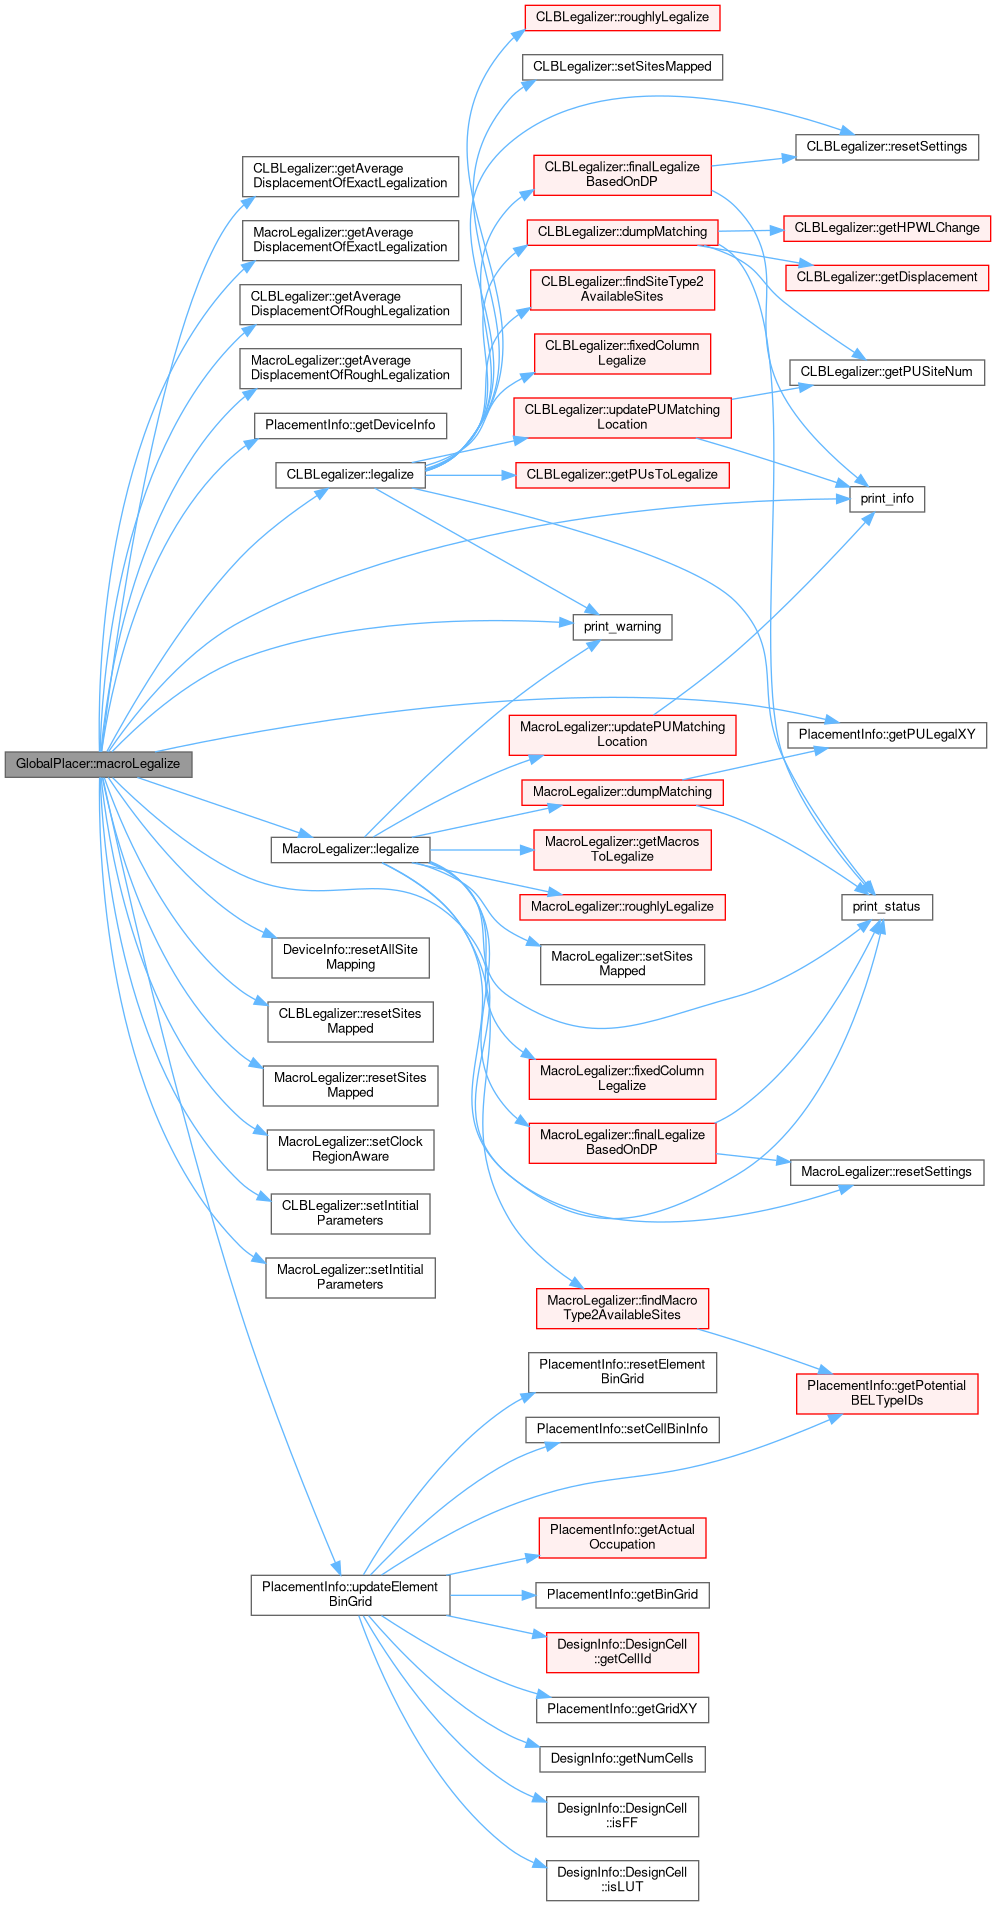 CLBLegalizer::roughlyLegalize
CLBLegalizer::setSitesMapped
CLBLegalizer::resetSettings
CLBLegalizer::getAverage
DisplacementOfExactLegalization
CLBLegalizer::finalLegalize
BasedOnDP
MacroLegalizer::getAverage
DisplacementOfExactLegalization
CLBLegalizer::dumpMatching
CLBLegalizer::getHPWLChange
CLBLegalizer::getDisplacement
CLBLegalizer::getAverage
DisplacementOfRoughLegalization
CLBLegalizer::findSiteType2
AvailableSites
MacroLegalizer::getAverage
DisplacementOfRoughLegalization
CLBLegalizer::fixedColumn
Legalize
CLBLegalizer::getPUSiteNum
PlacementInfo::getDeviceInfo
CLBLegalizer::updatePUMatching
Location
CLBLegalizer::legalize
CLBLegalizer::getPUsToLegalize
print_info
print_warning
GlobalPlacer::macroLegalize
MacroLegalizer::updatePUMatching
Location
PlacementInfo::getPULegalXY
MacroLegalizer::dumpMatching
MacroLegalizer::legalize
MacroLegalizer::getMacros
ToLegalize
MacroLegalizer::roughlyLegalize
print_status
DeviceInfo::resetAllSite
Mapping
MacroLegalizer::setSites
Mapped
CLBLegalizer::resetSites
Mapped
MacroLegalizer::resetSites
Mapped
MacroLegalizer::fixedColumn
Legalize
MacroLegalizer::setClock
RegionAware
MacroLegalizer::finalLegalize
BasedOnDP
MacroLegalizer::resetSettings
CLBLegalizer::setIntitial
Parameters
MacroLegalizer::setIntitial
Parameters
MacroLegalizer::findMacro
Type2AvailableSites
PlacementInfo::resetElement
BinGrid
PlacementInfo::getPotential
BELTypeIDs
PlacementInfo::setCellBinInfo
PlacementInfo::getActual
Occupation
PlacementInfo::updateElement
BinGrid
PlacementInfo::getBinGrid
DesignInfo::DesignCell
::getCellId
PlacementInfo::getGridXY
DesignInfo::getNumCells
DesignInfo::DesignCell
::isFF
DesignInfo::DesignCell
::isLUT